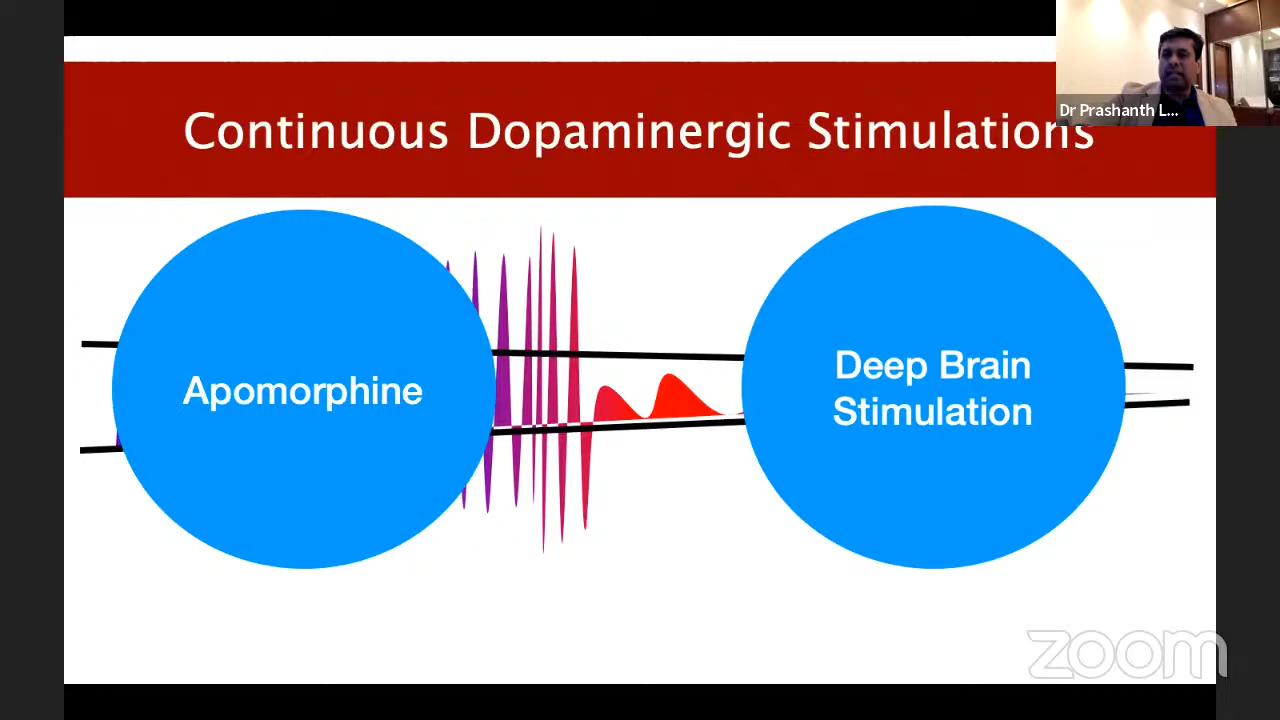 Continuous Dopaminergic Stimulations
Dr Prashanth L...
Apomorphine
Deep Brain
Stimulation
zoom